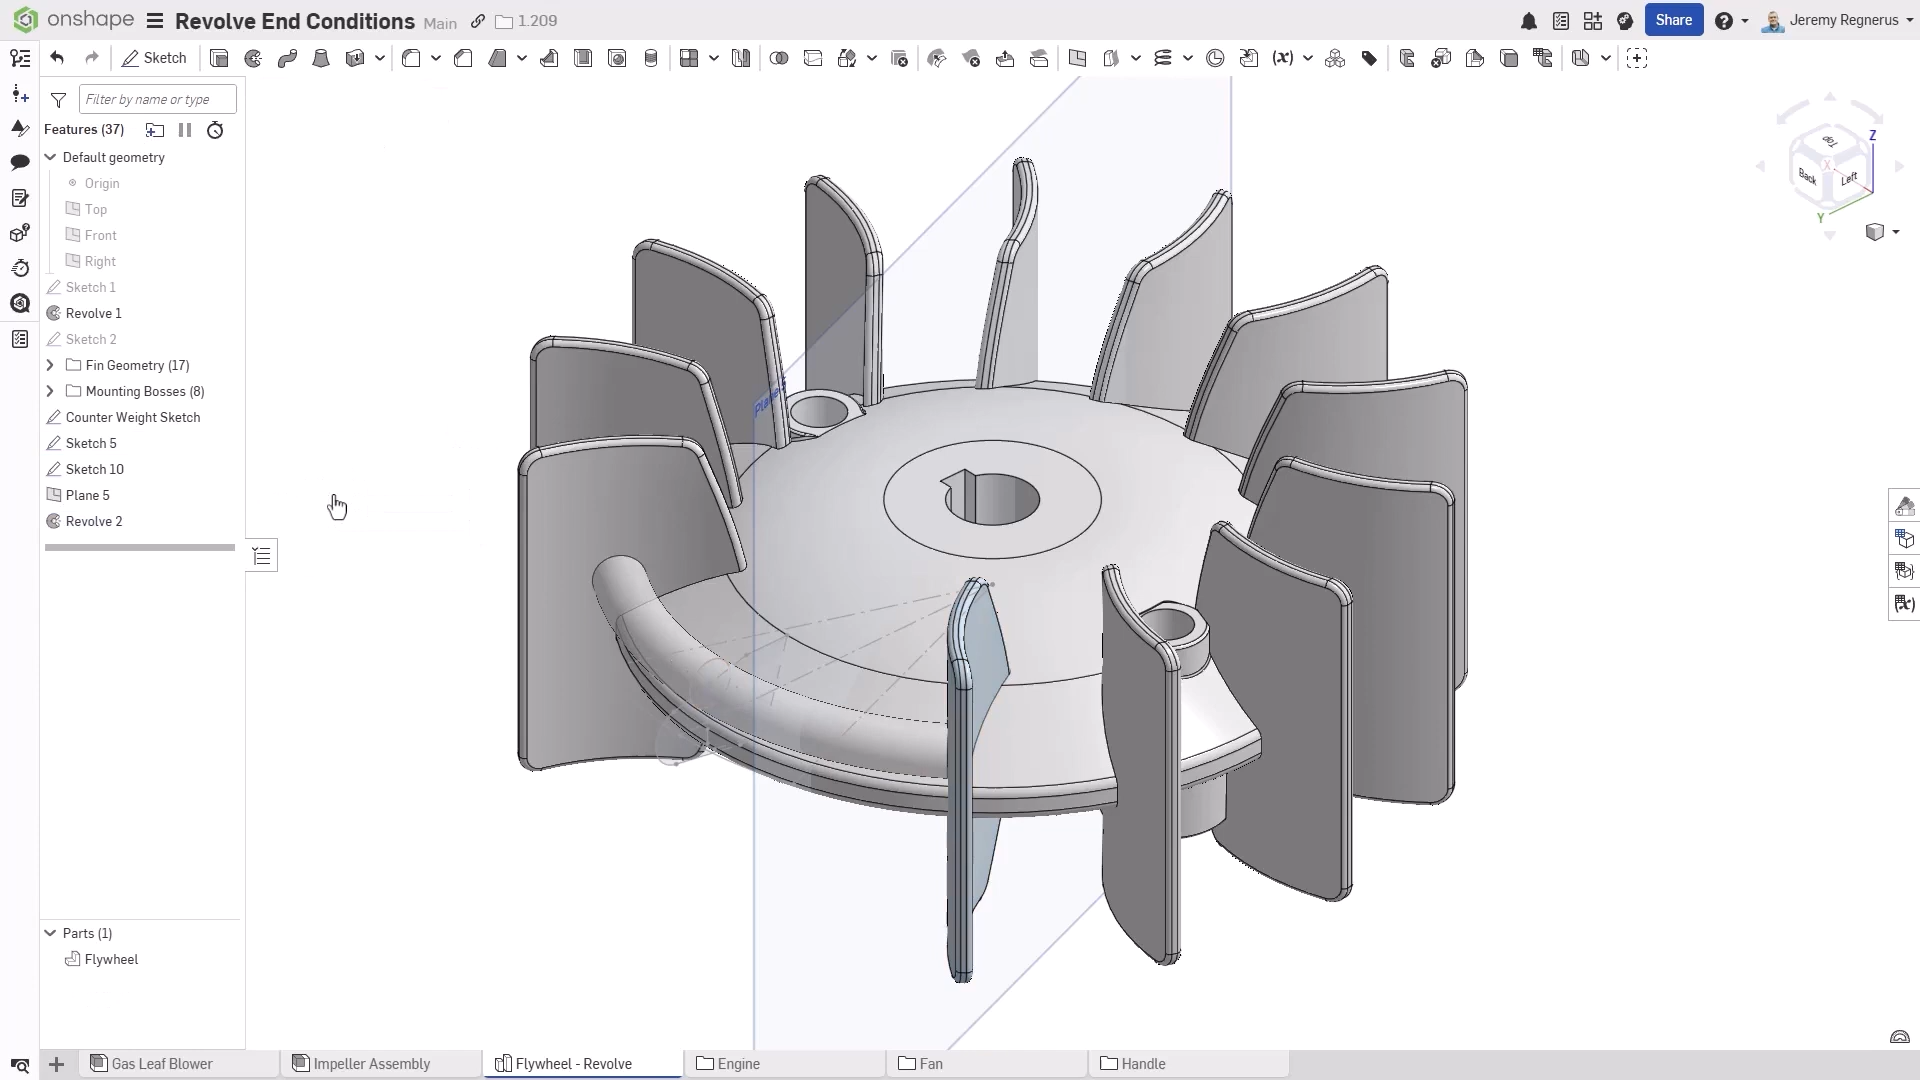 onshape Revolve End Conditions Main 1.209 Share Jeremy Regnerus
Sketch
Filter by name or type
Features (37)
Default geometry
Origin
Top
Front
Right
Sketch 1
Revolve 1
Sketch 2
Fin Geometry (17)
Mounting Bosses (8)
Counter Weight Sketch
Sketch 5
Sketch 10
Plane 5
Revolve 2
Parts (1)
Flywheel
Top
Back
Left
X
Y
Z
Gas Leaf Blower
Impeller Assembly
Flywheel - Revolve
Engine
Fan
Handle